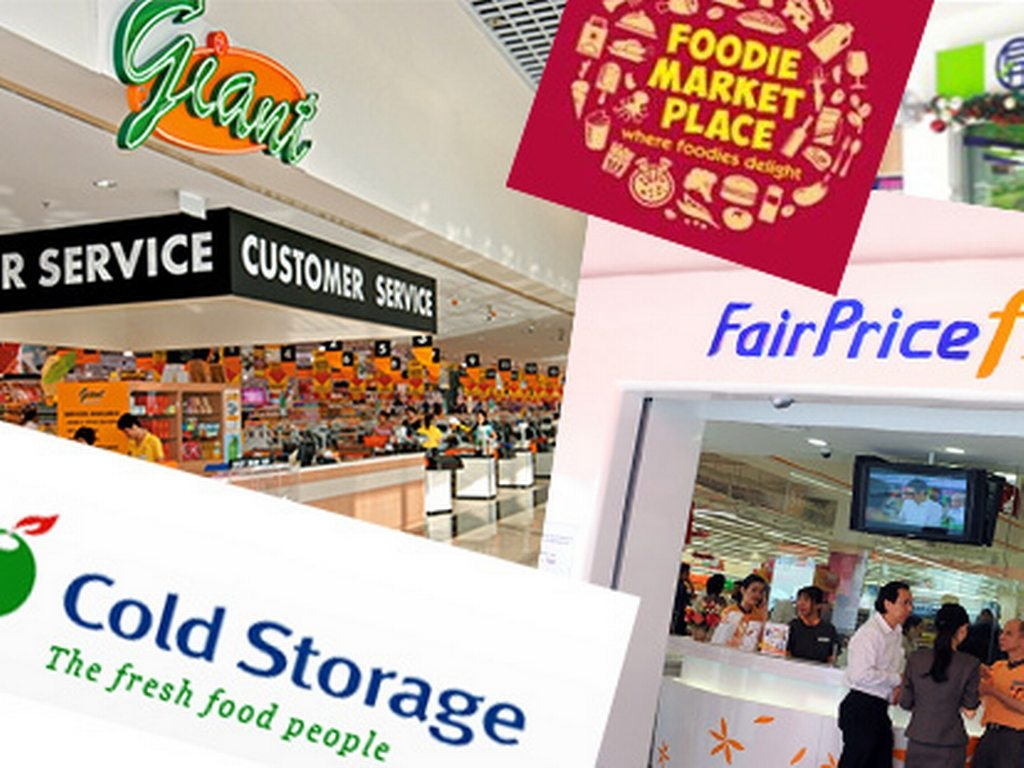 Giant
R SERVICE
CUSTOMER SERVICE
FOODIE
MARKET
PLACE
where foodies delight
FairPrice f
Cold Storage
The fresh food people